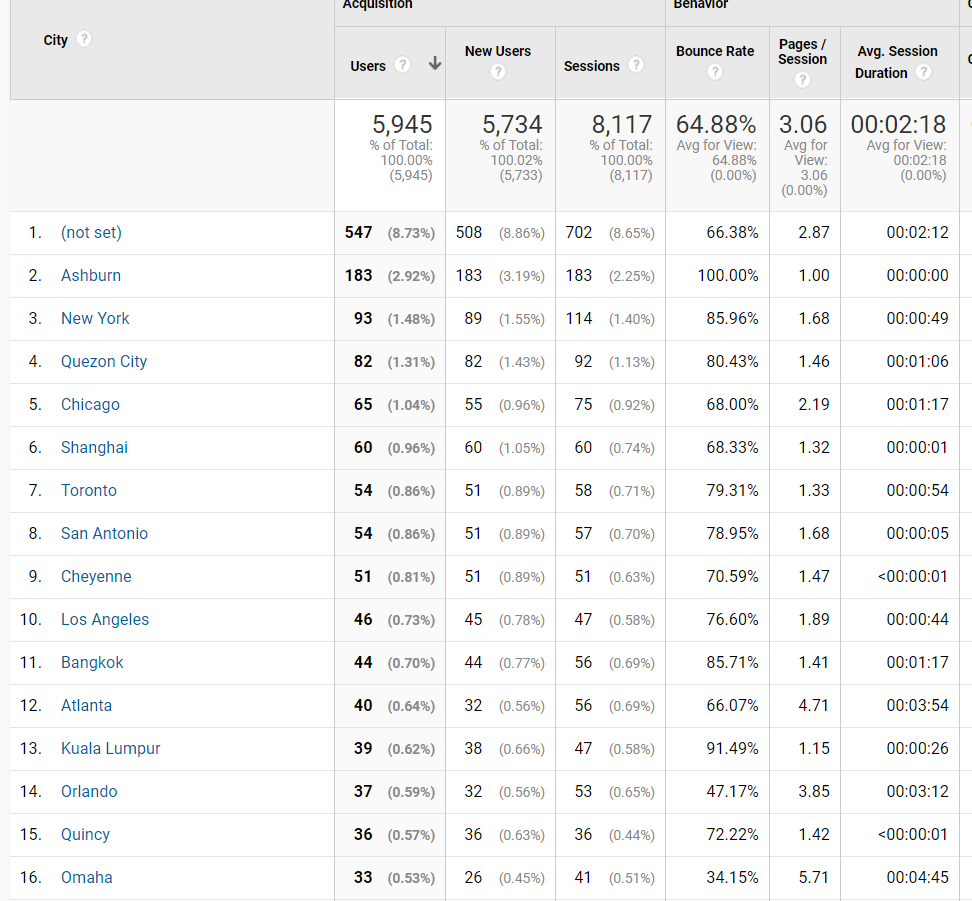 Acquisition Behavior
City ? Users ? New Users ? Sessions ? Bounce Rate ? Pages / Session ? Avg. Session Duration ?
5,945 % of Total: 100.00% (5,945) 5,734 % of Total: 100.02% (5,733) 8,117 % of Total: 100.00% (8,117) 64.88% Avg for View: 64.88% (0.00%) 3.06 Avg for View: 3.06 (0.00%) 00:02:18 Avg for View: 00:02:18 (0.00%)
1. (not set) 547 (8.73%) 508 (8.86%) 702 (8.65%) 66.38% 2.87 00:02:12
2. Ashburn 183 (2.92%) 183 (3.19%) 183 (2.25%) 100.00% 1.00 00:00:00
3. New York 93 (1.48%) 89 (1.55%) 114 (1.40%) 85.96% 1.68 00:00:49
4. Quezon City 82 (1.31%) 82 (1.43%) 92 (1.13%) 80.43% 1.46 00:01:06
5. Chicago 65 (1.04%) 55 (0.96%) 75 (0.92%) 68.00% 2.19 00:01:17
6. Shanghai 60 (0.96%) 60 (1.05%) 60 (0.74%) 68.33% 1.32 00:00:01
7. Toronto 54 (0.86%) 51 (0.89%) 58 (0.71%) 79.31% 1.33 00:00:54
8. San Antonio 54 (0.86%) 51 (0.89%) 57 (0.70%) 78.95% 1.68 00:00:05
9. Cheyenne 51 (0.81%) 51 (0.89%) 51 (0.63%) 70.59% 1.47 <00:00:01
10. Los Angeles 46 (0.73%) 45 (0.78%) 47 (0.58%) 76.60% 1.89 00:00:44
11. Bangkok 44 (0.70%) 44 (0.77%) 56 (0.69%) 85.71% 1.41 00:01:17
12. Atlanta 40 (0.64%) 32 (0.56%) 56 (0.69%) 66.07% 4.71 00:03:54
13. Kuala Lumpur 39 (0.62%) 38 (0.66%) 47 (0.58%) 91.49% 1.15 00:00:26
14. Orlando 37 (0.59%) 32 (0.56%) 53 (0.65%) 47.17% 3.85 00:03:12
15. Quincy 36 (0.57%) 36 (0.63%) 36 (0.44%) 72.22% 1.42 <00:00:01
16. Omaha 33 (0.53%) 26 (0.45%) 41 (0.51%) 34.15% 5.71 00:04:45